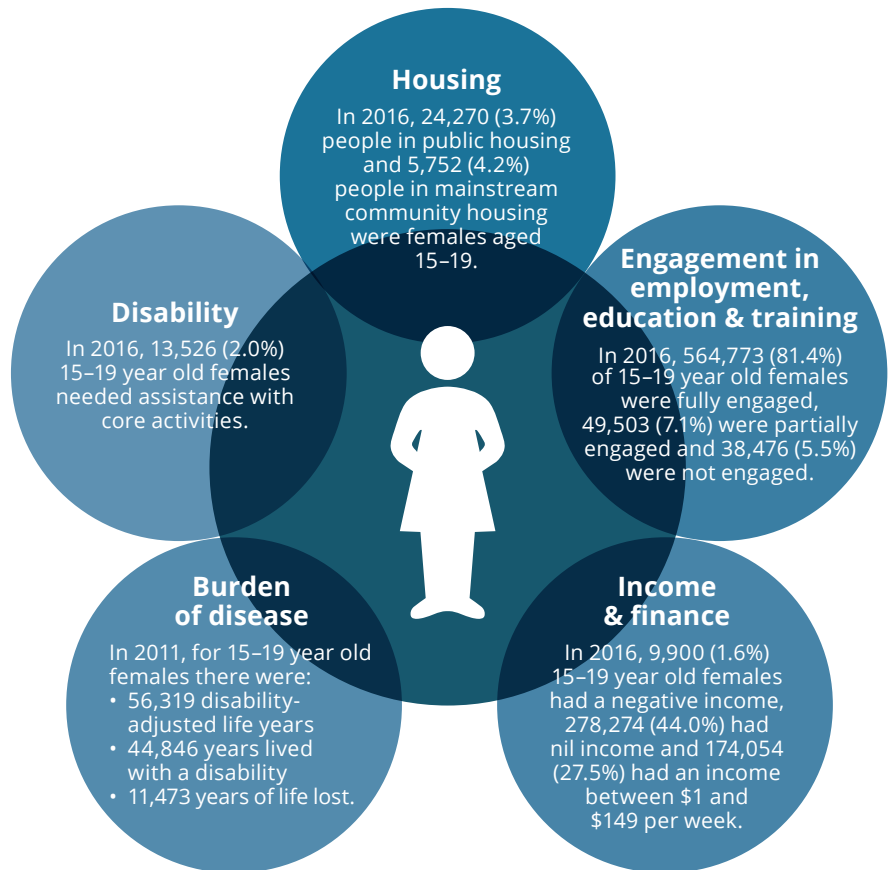 Housing
In 2016, 24,270 (3.7%)
people in public housing
and 5,752 (4.2%)
people in mainstream
community housing
were females aged
15–19.
Engagement in
employment,
education & training
In 2016, 564,773 (81.4%)
of 15–19 year old females
were fully engaged,
49,503 (7.1%) were partially
engaged and 38,476 (5.5%)
were not engaged.
Disability
In 2016, 13,526 (2.0%)
15–19 year old females
needed assistance with
core activities.
Burden
of disease
In 2011, for 15–19 year old
females there were:
• 56,319 disability-
adjusted life years
• 44,846 years lived
with a disability
• 11,473 years of life lost.
Income
& finance
In 2016, 9,900 (1.6%)
15–19 year old females
had a negative income,
278,274 (44.0%) had
nil income and 174,054
(27.5%) had an income
between $1 and
$149 per week.